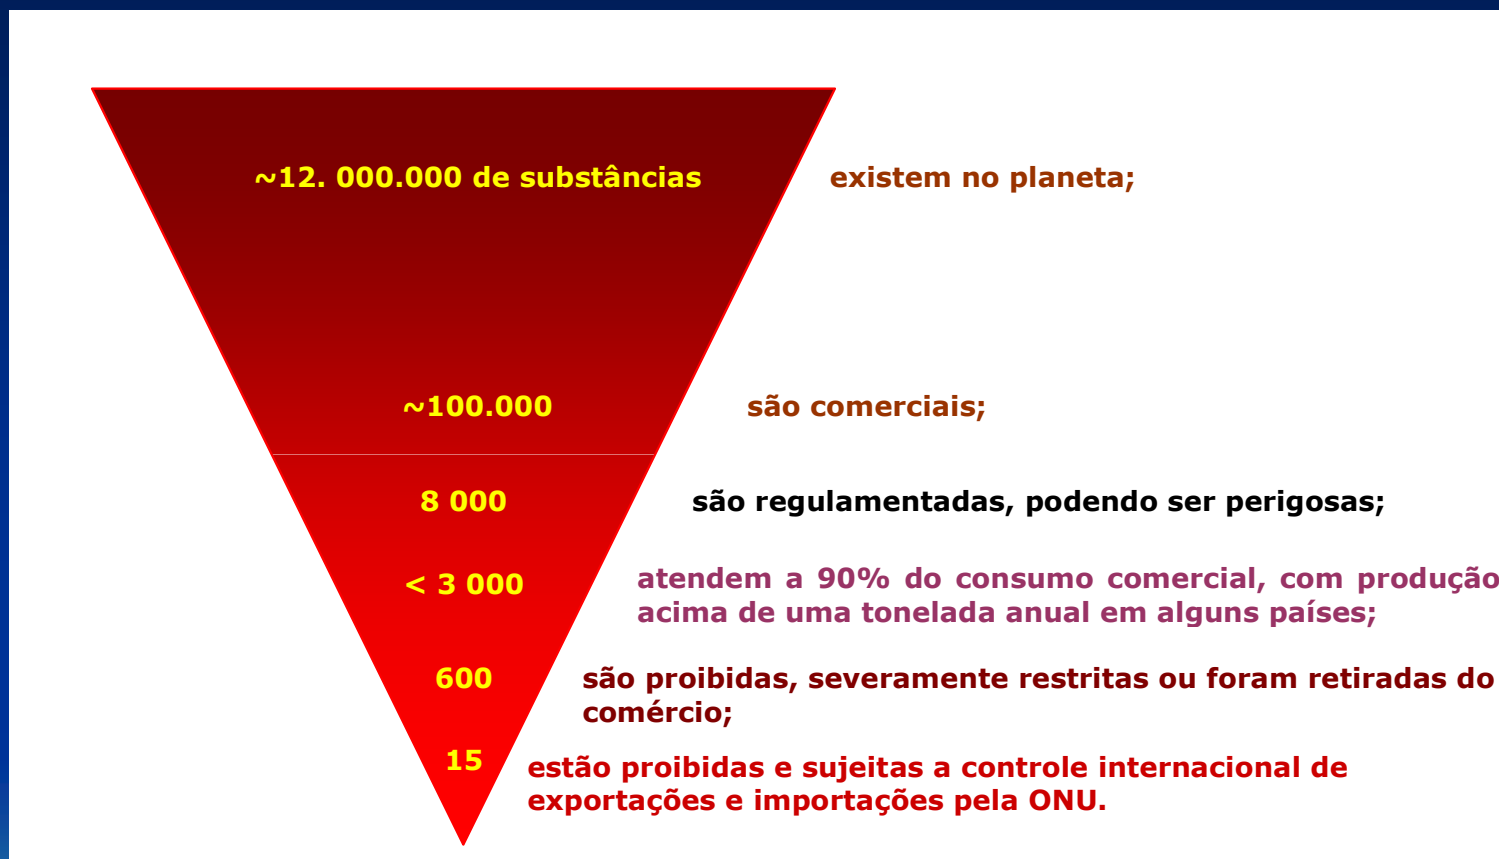 ~12. 000.000 de substâncias existem no planeta;
~100.000 são comerciais;
8 000 são regulamentadas, podendo ser perigosas;
< 3 000 atendem a 90% do consumo comercial, com produção
acima de uma tonelada anual em alguns países;
600 são proibidas, severamente restritas ou foram retiradas do
comércio;
15 estão proibidas e sujeitas a controle internacional de
exportações e importações pela ONU.